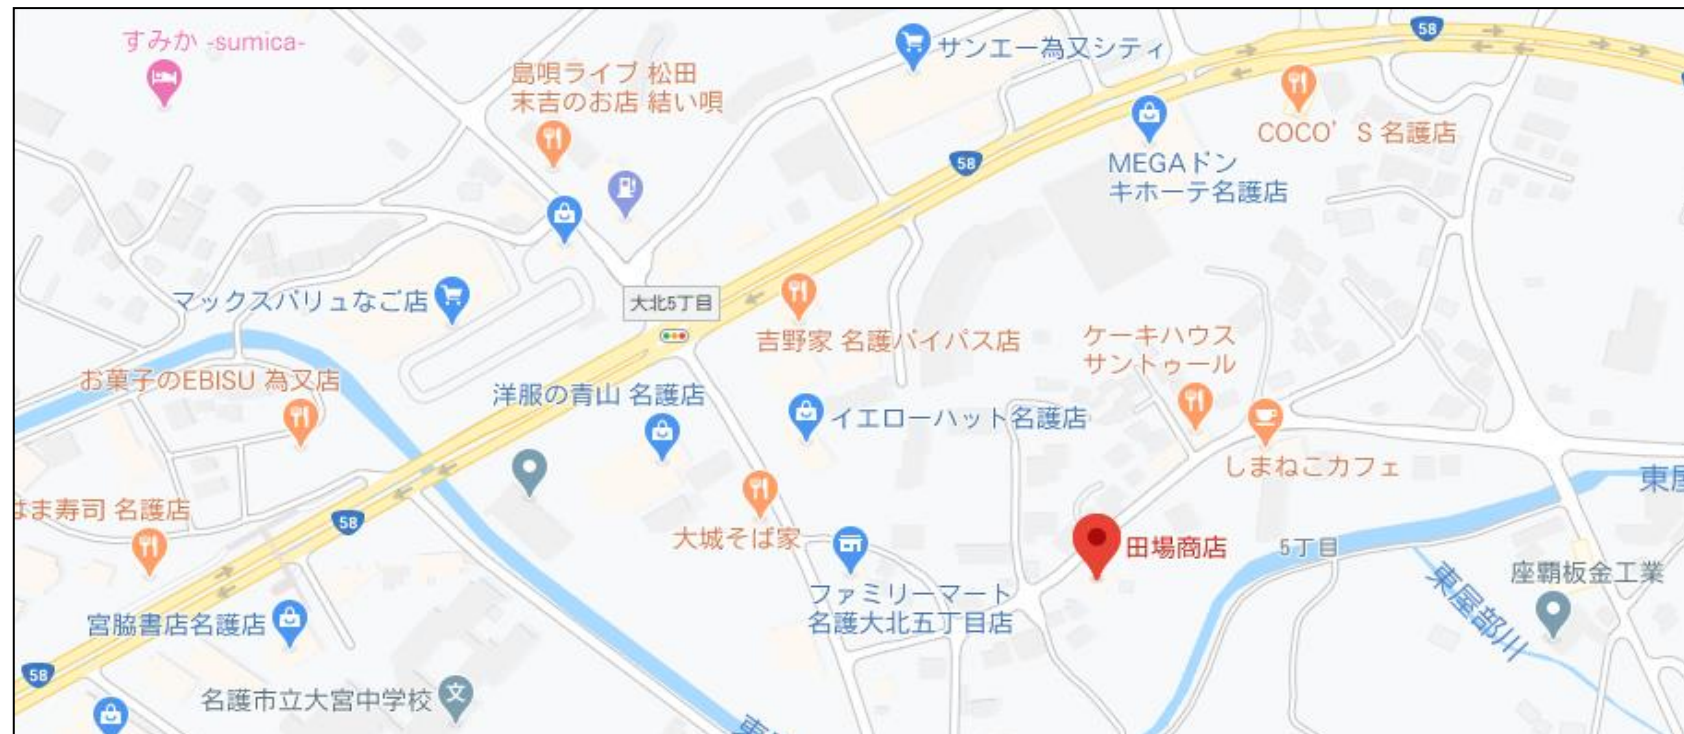 すみか -sumica-
島唄ライブ 松田
末吉のお店 結い唄
サンエー為又シティ
58
COCO'S 名護店
58
MEGAドン
キホーテ名護店
マックスバリュなご店
大北5丁目
吉野家 名護バイパス店
ケーキハウス
サントゥール
お菓子のEBISU 為又店
洋服の青山 名護店
イエローハット名護店
しまねこカフェ
はま寿司 名護店
58
大城そば家
田場商店
5丁目
東屋部川
座覇板金工業
ファミリーマート
名護大北五丁目店
宮脇書店名護店
58
名護市立大宮中学校
文